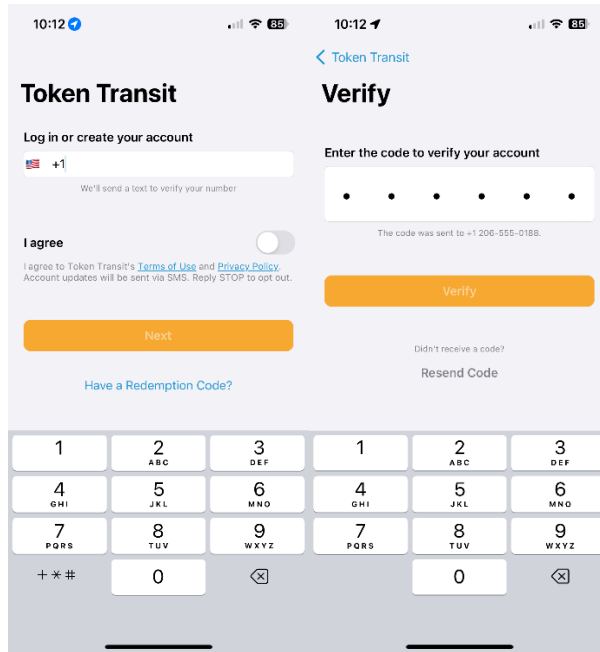 10:12
85
Token Transit
Log in or create your account
+1
We'll send a text to verify your number
I agree
I agree to Token Transit's Terms of Use and Privacy Policy.
Account updates will be sent via SMS. Reply STOP to opt out.
Next
Have a Redemption Code?
1
2
ABC
3
DEF
4
GHI
5
JKL
6
MNO
7
PQRS
8
TUV
9
WXYZ
+*#
0
10:12
85
Token Transit
Verify
Enter the code to verify your account
The code was sent to +1 206-555-0188.
Verify
Didn't receive a code?
Resend Code
1
2
ABC
3
DEF
4
GHI
5
JKL
6
MNO
7
PQRS
8
TUV
9
WXYZ
0